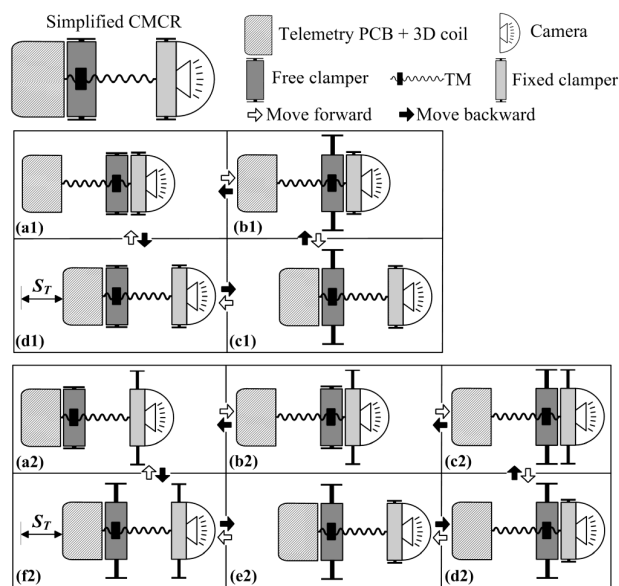 Simplified CMCR
Telemetry PCB + 3D coil
Camera
Free clamper
TM
Fixed clamper
Move forward
Move backward
(a1)
(b1)
S_T
(d1)
(c1)
(a2)
(b2)
(c2)
S_T
(f2)
(e2)
(d2)